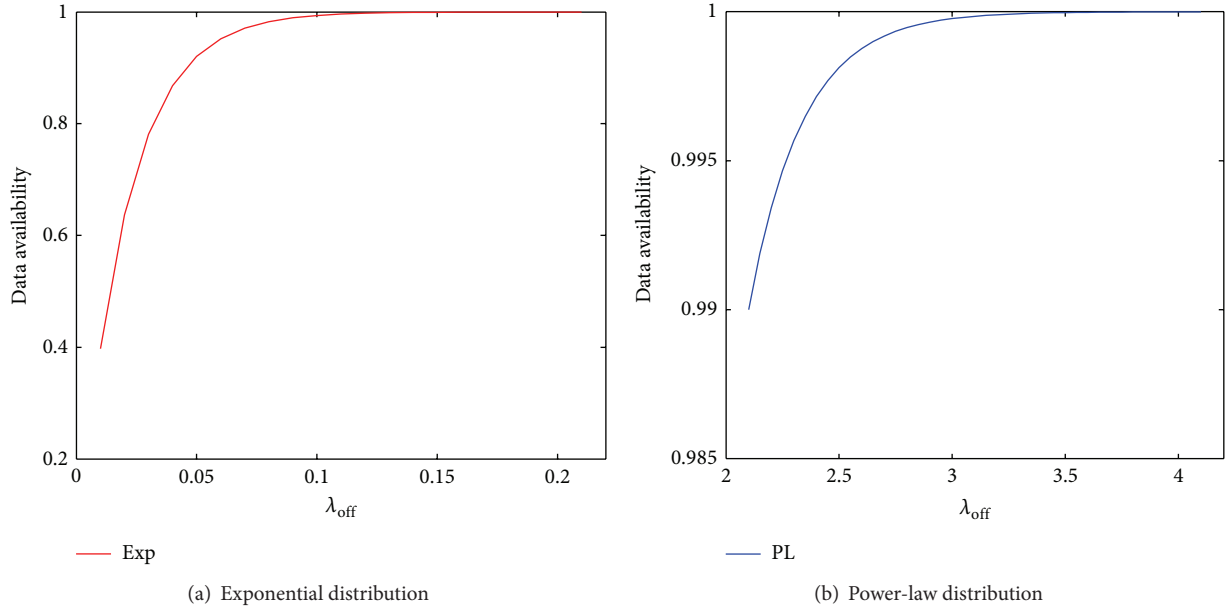 1
0.8
0.6
0.4
0.2
Data availability
0
0.05
0.1
0.15
0.2
λoff
Exp
(a) Exponential distribution
1
0.995
0.99
0.985
Data availability
2
2.5
3
3.5
4
λoff
PL
(b) Power-law distribution